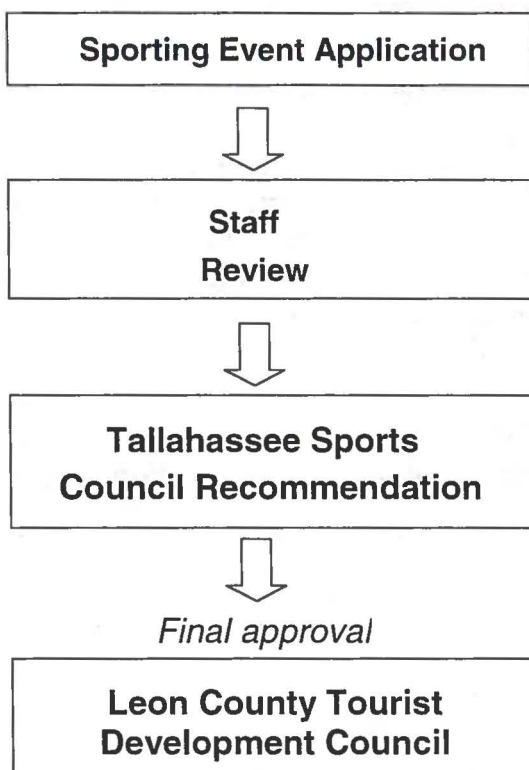 Sporting Event Application
Staff
Review
Tallahassee Sports
Council Recommendation
Final approval
Leon County Tourist
Development Council